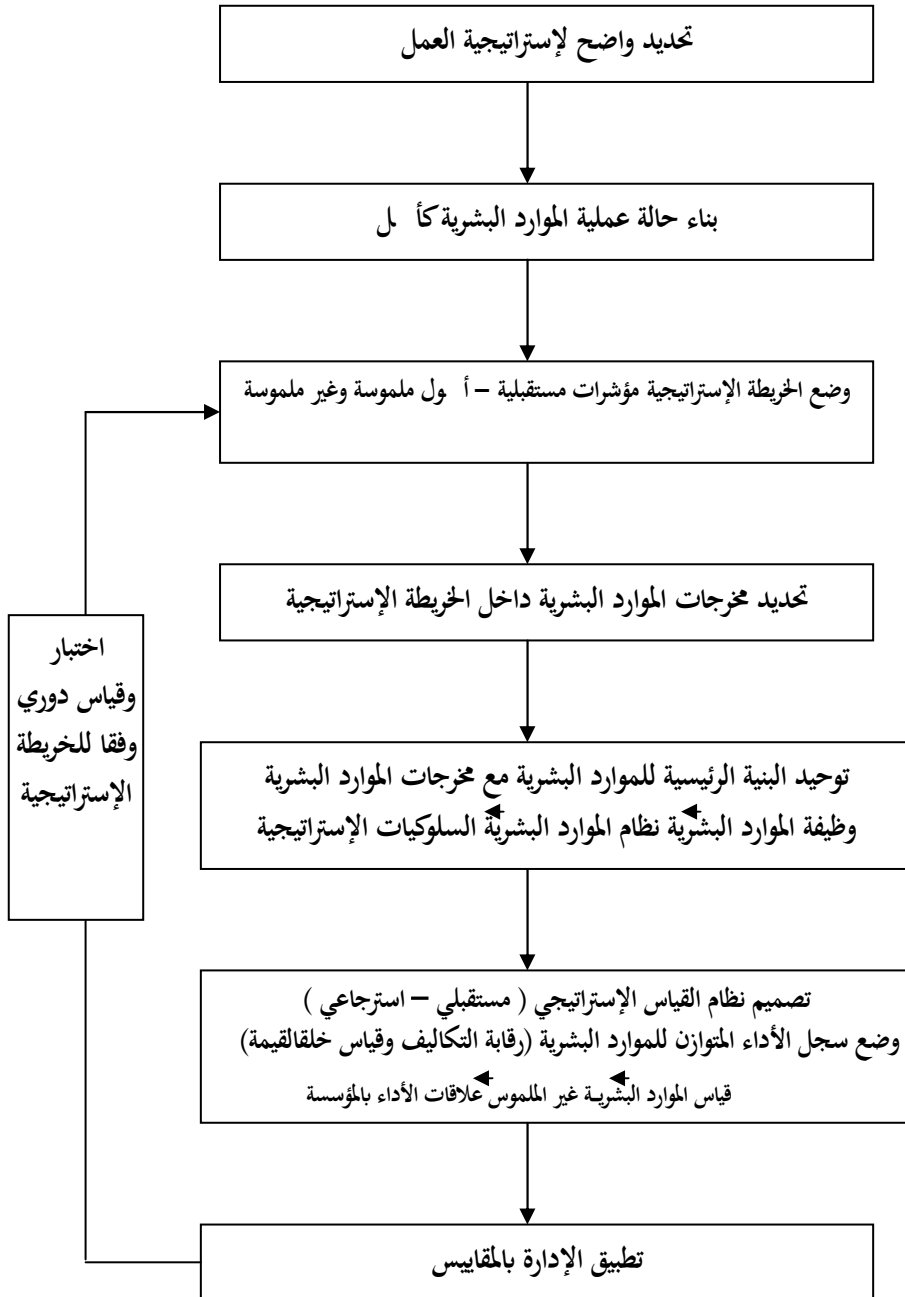 تحديد واضح لإستراتيجية العمل
بناء حالة عملية الموارد البشرية
وضع الخريطة الإستراتيجية مؤشرات مستقبلية – ملموسة وغير ملموسة
تحديد مخرجات الموارد البشرية داخل الخريطة الإستراتيجية
اختبار
وقياس دوري
وفقا للخريطة
الإستراتيجية
توحيد البنية الرئيسية للموارد البشرية مع مخرجات الموارد البشرية
وظيفة الموارد البشرية نظام الموارد البشرية السلوكيات الإستراتيجية
تصميم نظام القياس الإستراتيجي ( مستقبلي – استرجاعي )
وضع سجل الأداء المتوازن للموارد البشرية (رقابة التكاليف وقياس خلقالقيمة)
قياس الموارد البشريـة غير الملموس علاقات الأداء بالمؤسسة
تطبيق الإدارة بالمقاييس